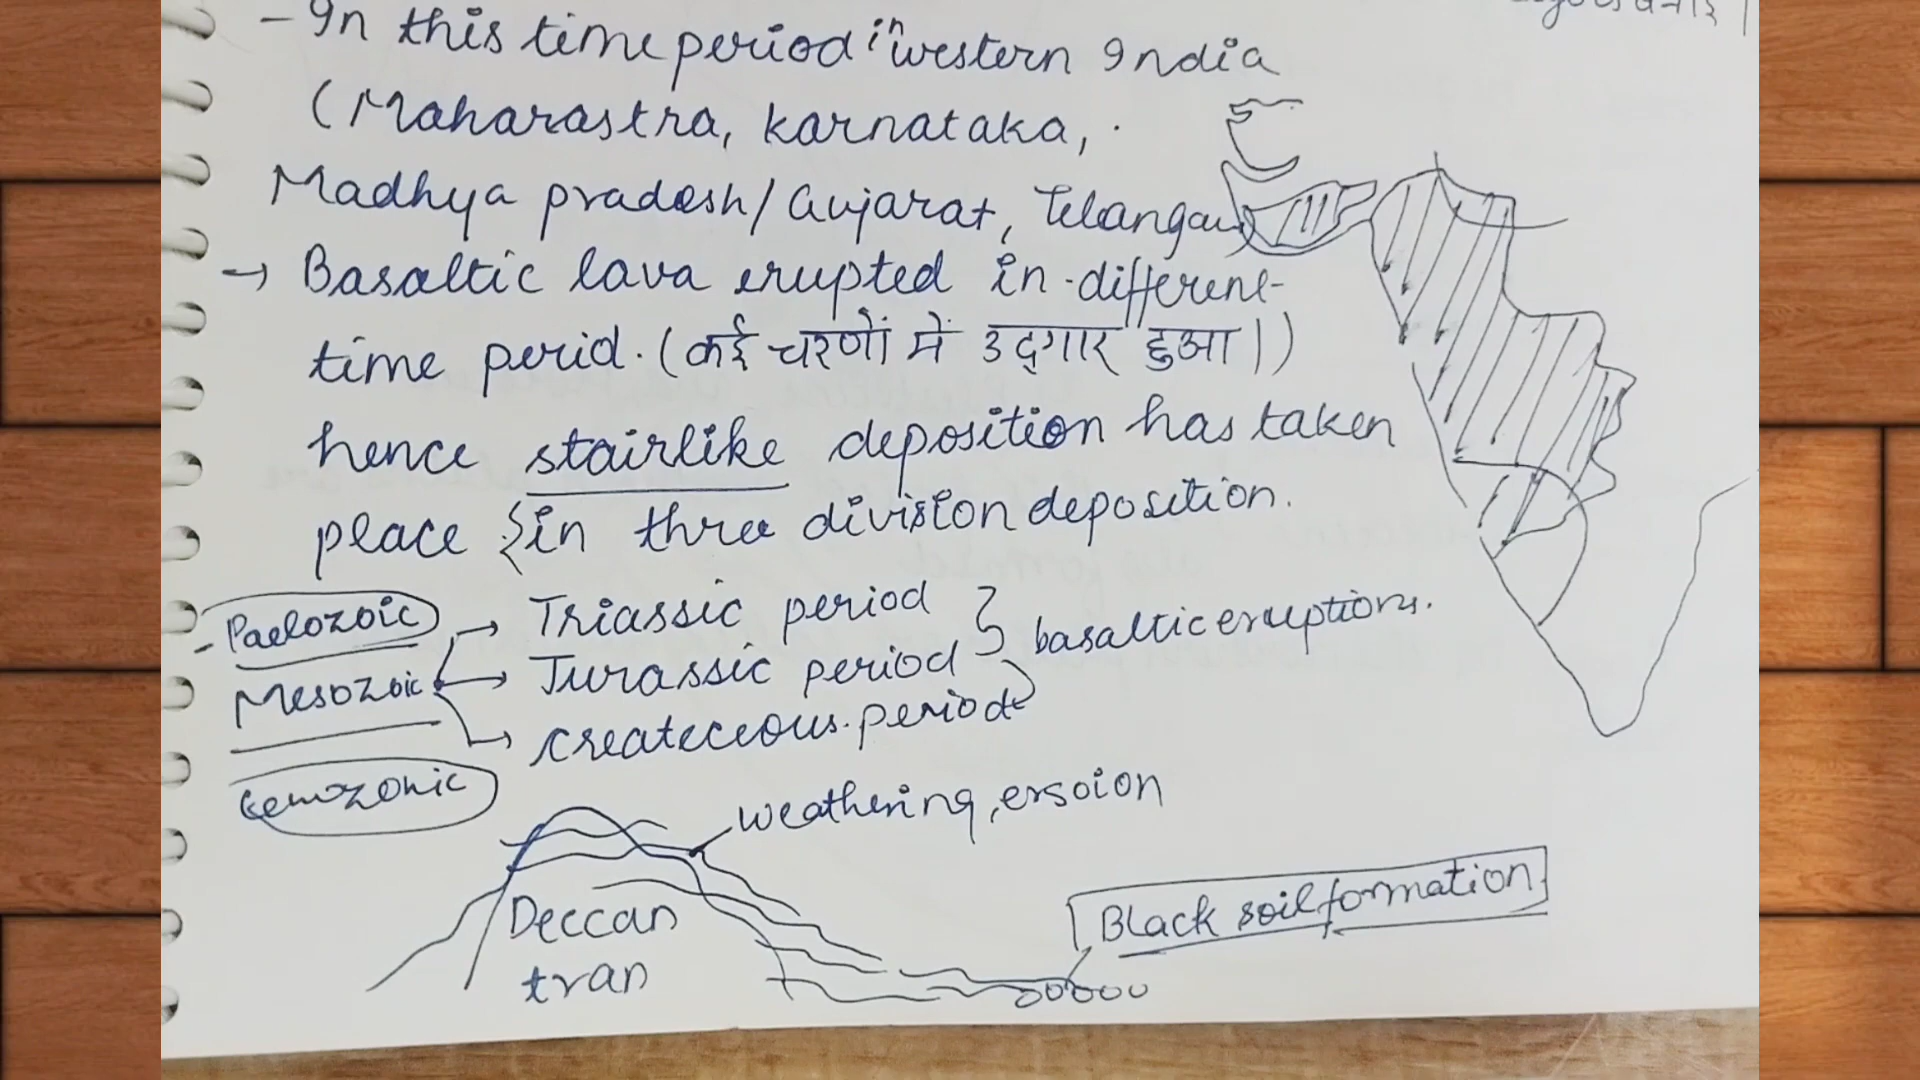 - In this time period in western India
(Maharastra, karnataka,
Madhya pradesh/Gujarat, Telangana)
→ Basaltic lava erupted in different
time perid. (कई चरणों में उदगार हुआ।)
hence stairlike deposition has taken
place {in three division deposition.
Paelozoic
Mesozoic
Cenozonic
→ Triassic period
→ Jurassic period
→ createceous. period
basaltic eruptions.
weathering, ersoion
Deccan
tran
Black soil formation